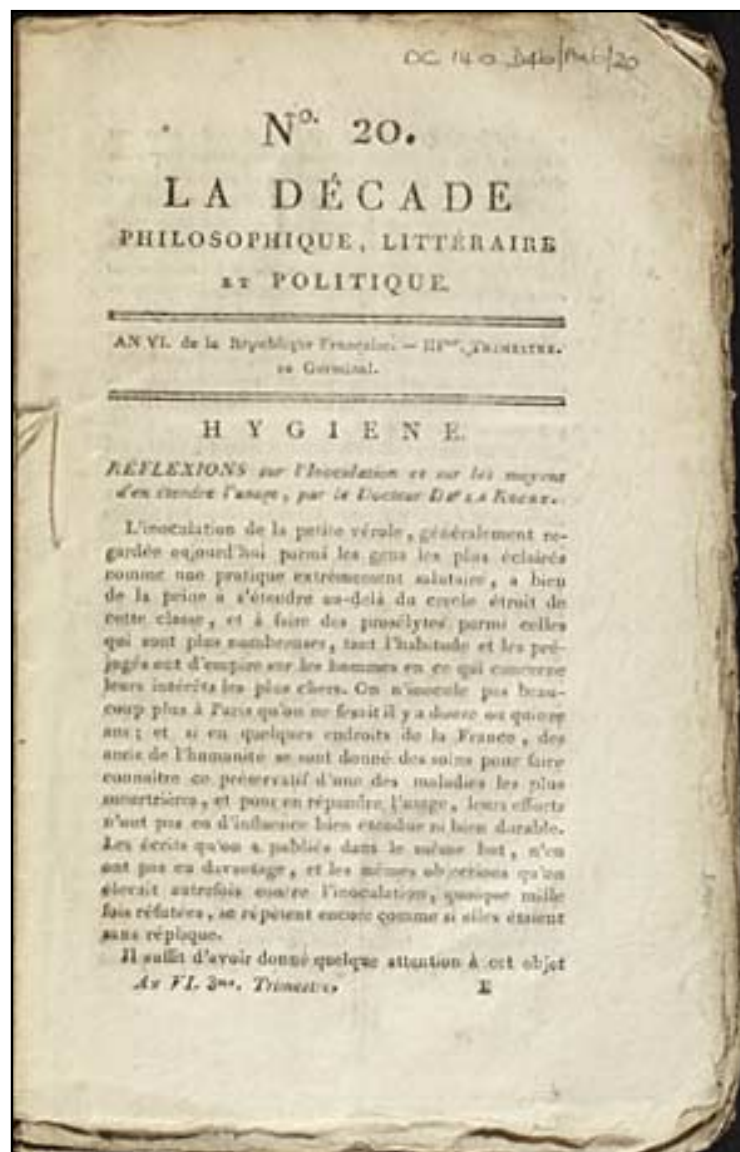 DC 140 .D46/
Nº. 20.
LA DÉCADE
PHILOSOPHIQUE, LITTÉRAIRE
ET POLITIQUE.
AN VI. de la République Française. — IIIme. TRIMESTRE.
Germinal.
HYGIENE.
RÉFLEXIONS sur l'Inoculation et sur les moyens
d'en étendre l'usage, par le Docteur DE LA ROCHE.
L'inoculation de la petite vérole, généralement re-
gardée aujourd'hui parmi les gens les plus éclairés
comme une pratique extrêmement salutaire, a bien
de la peine à s'étendre au-delà du cercle étroit de
cette classe, et à faire des prosélytes parmi celles
qui sont plus nombreuses, tant l'habitude et les pré-
jugés ont d'empire sur les hommes en ce qui concerne
leurs intérêts les plus chers. On n'inocule pas beau-
coup plus à Paris qu'on ne fesait il y a douze ou quinze
ans; et si en quelques endroits de la France, des
amis de l'humanité se sont donné des soins pour faire
connaître ce préservatif d'une des maladies les plus
meurtrières, et pour en répandre l'usage, leurs efforts
n'ont pas eu d'influence bien étendue ni bien durable.
Les écrits qu'on a publiés dans le même but, n'en
ont pas eu davantage, et les mêmes objections qu'on
élevait autrefois contre l'inoculation, quoique mille
fois réfutées, se répètent encore comme si elles étaient
sans réplique.
Il suffit d'avoir donné quelque attention à cet objet
An VI. 3me. Trimestre. E